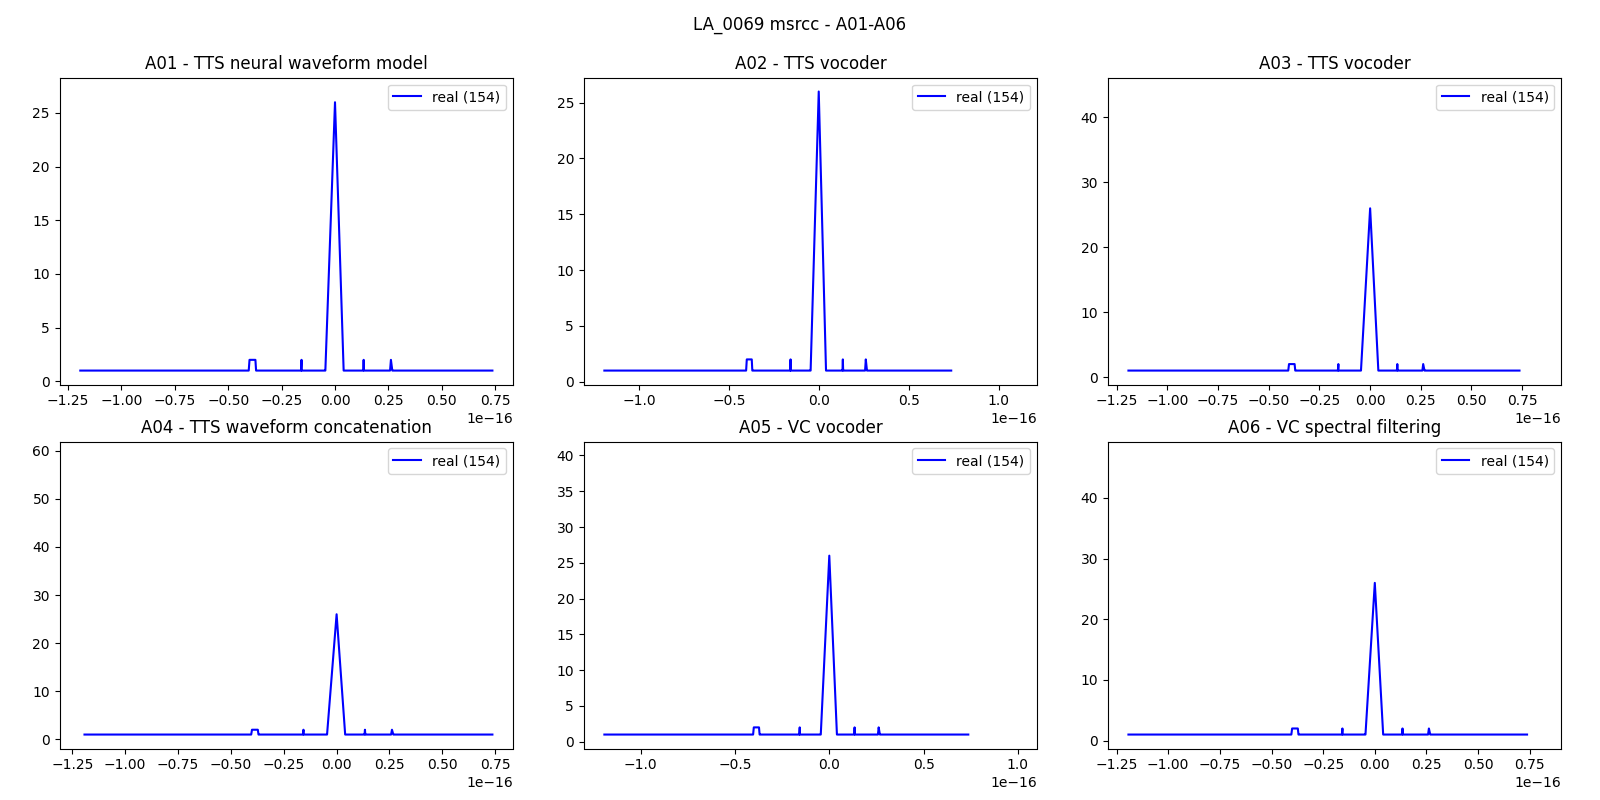 LA_0069 msrcc - A01-A06
A01 - TTS neural waveform model
real (154)
25
20
15
10
5
0
−1.25 −1.00 −0.75 −0.50 −0.25 0.00 0.25 0.50 0.75
1e−16
A02 - TTS vocoder
real (154)
25
20
15
10
5
0
−1.0 −0.5 0.0 0.5 1.0
1e−16
A03 - TTS vocoder
real (154)
40
30
20
10
0
−1.25 −1.00 −0.75 −0.50 −0.25 0.00 0.25 0.50 0.75
1e−16
A04 - TTS waveform concatenation
real (154)
60
50
40
30
20
10
0
−1.25 −1.00 −0.75 −0.50 −0.25 0.00 0.25 0.50 0.75
1e−16
A05 - VC vocoder
real (154)
40
35
30
25
20
15
10
5
0
−1.0 −0.5 0.0 0.5 1.0
1e−16
A06 - VC spectral filtering
real (154)
40
30
20
10
0
−1.25 −1.00 −0.75 −0.50 −0.25 0.00 0.25 0.50 0.75
1e−16